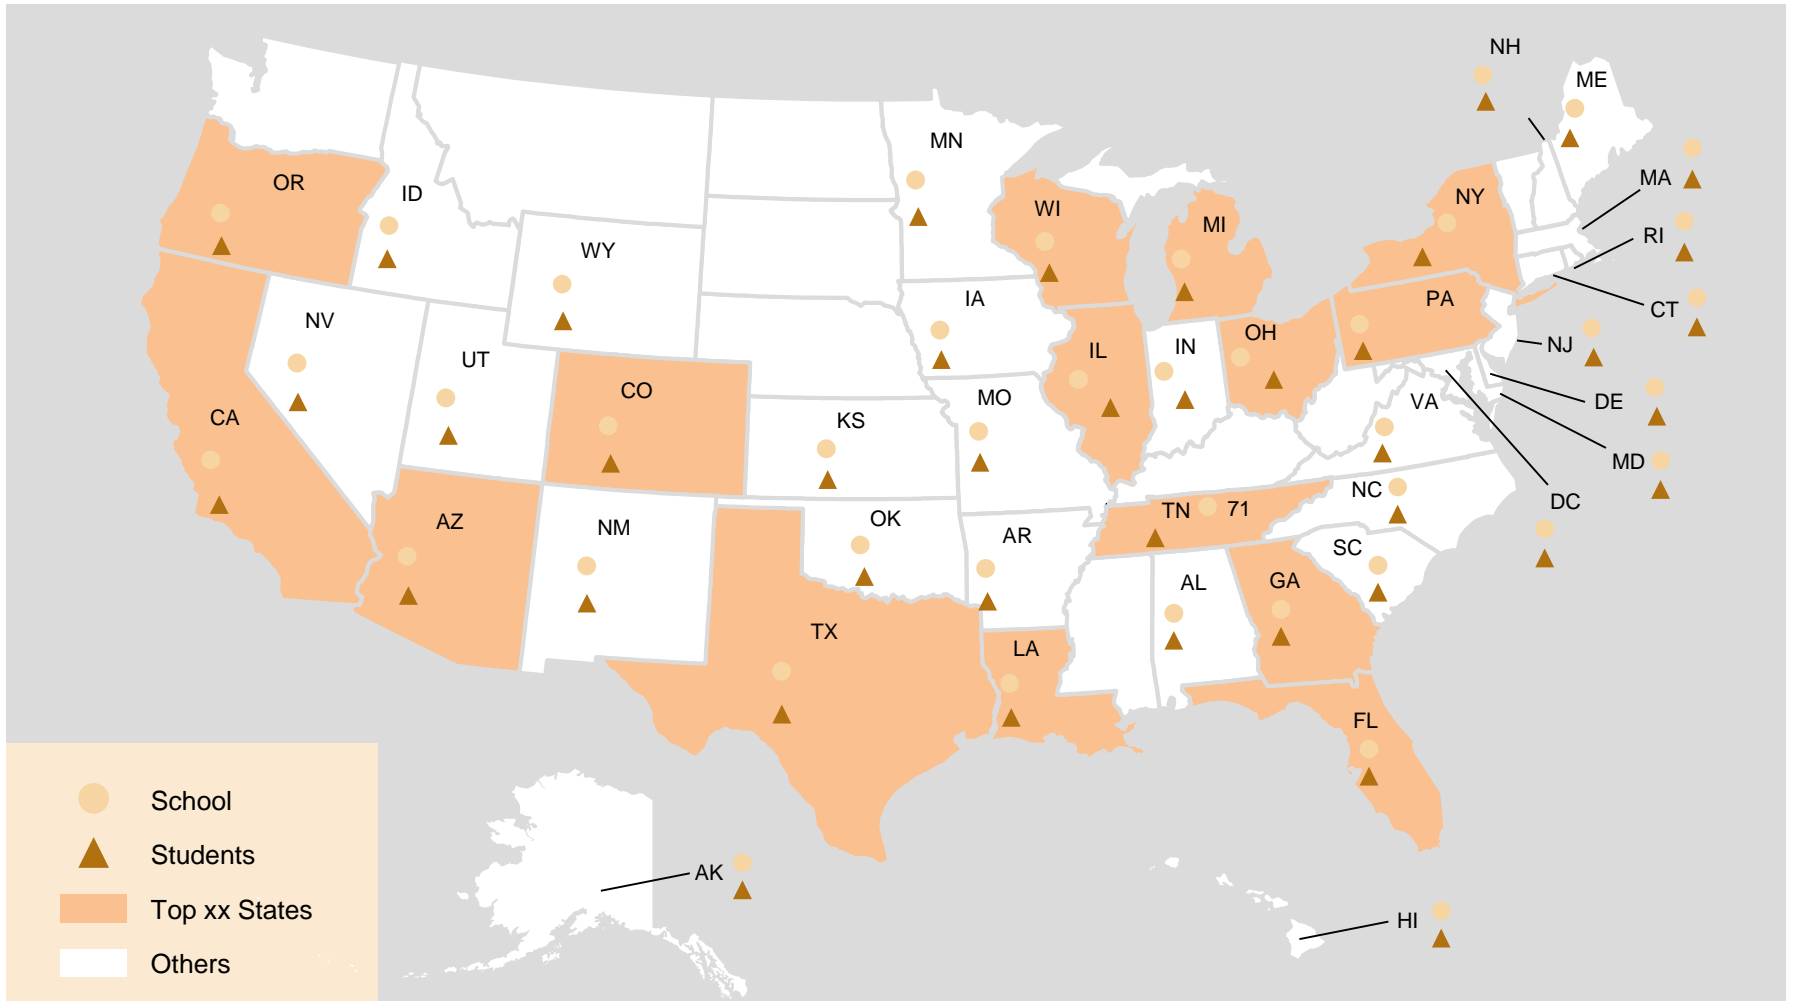 NH
ME
MN
MA
OR
ID
NY
WI
MI
RI
WY
IA
PA
CT
NV
OH
NJ
UT
IL
IN
CO
MO
VA
DE
CA
KS
MD
NC
DC
TN 71
AZ
OK
NM
AR
SC
GA
AL
TX
LA
FL
School
Students
AK
Top xx States
HI
Others